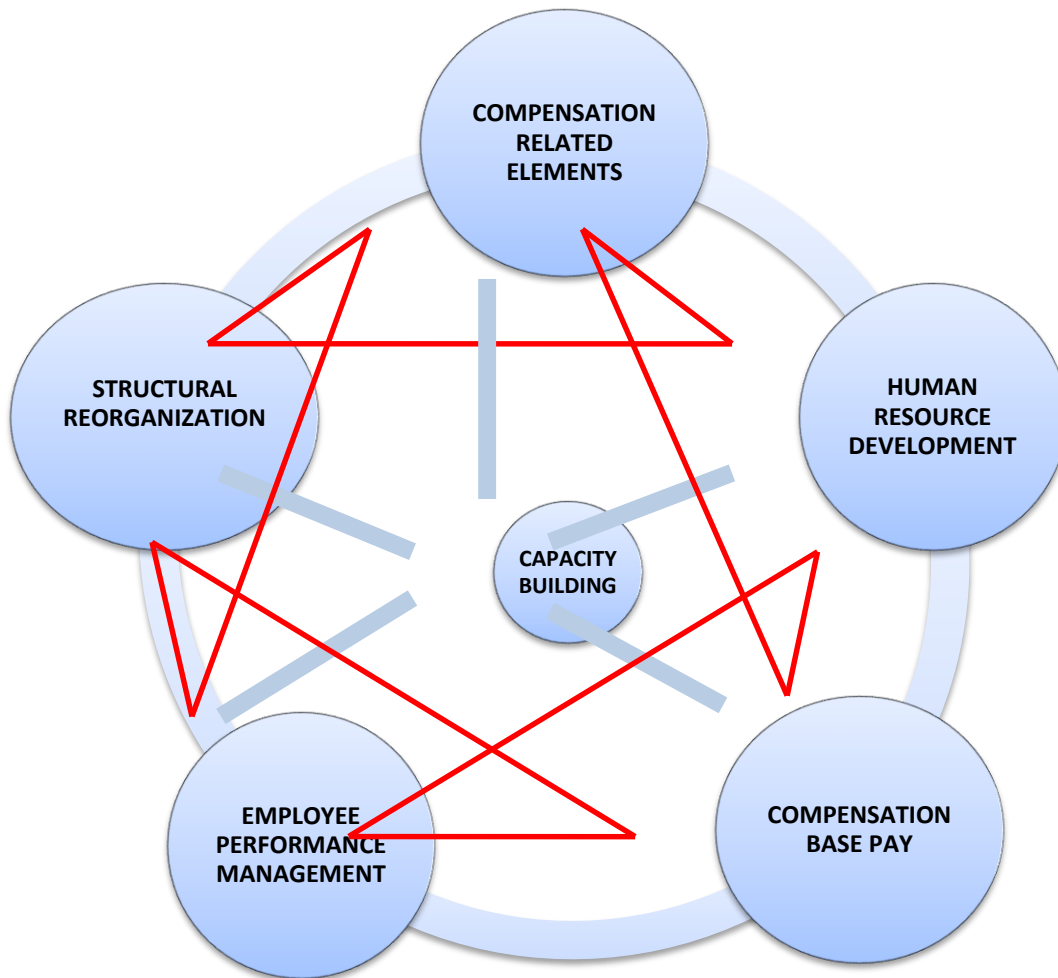 COMPENSATION
RELATED
ELEMENTS
STRUCTURAL
REORGANIZATION
HUMAN
RESOURCE
DEVELOPMENT
CAPACITY
BUILDING
EMPLOYEE
PERFORMANCE
MANAGEMENT
COMPENSATION
BASE PAY